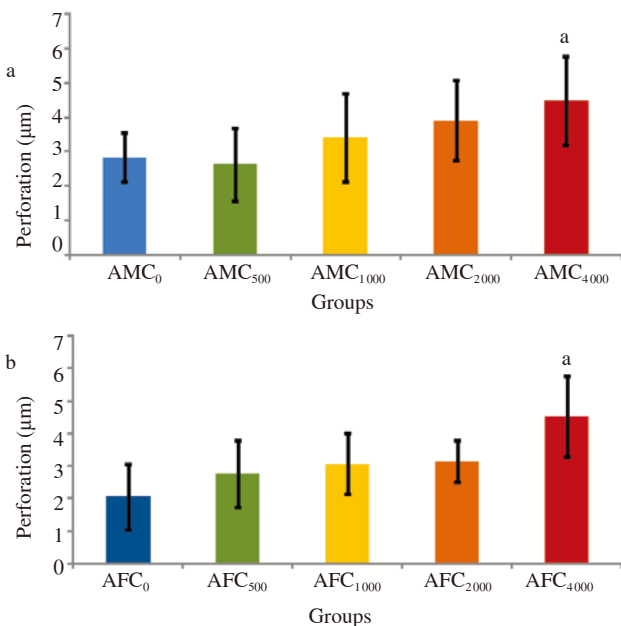 a
a
7
6
5
4
3
2
1
0
Perforation (µm)
AMC0 AMC500 AMC1000 AMC2000 AMC4000
Groups
b
a
7
6
5
4
3
2
1
0
Perforation (µm)
AFC0 AFC500 AFC1000 AFC2000 AFC4000
Groups